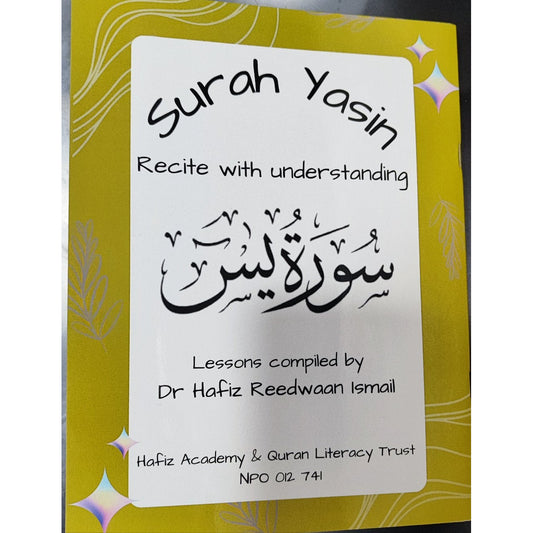 Surah Yasin
Recite with understanding
سُورَةُ يٰسٓ
Lessons compiled by
Dr Hafiz Reedwaan Ismail
Hafiz Academy & Quran Literacy Trust
NPO 012 741